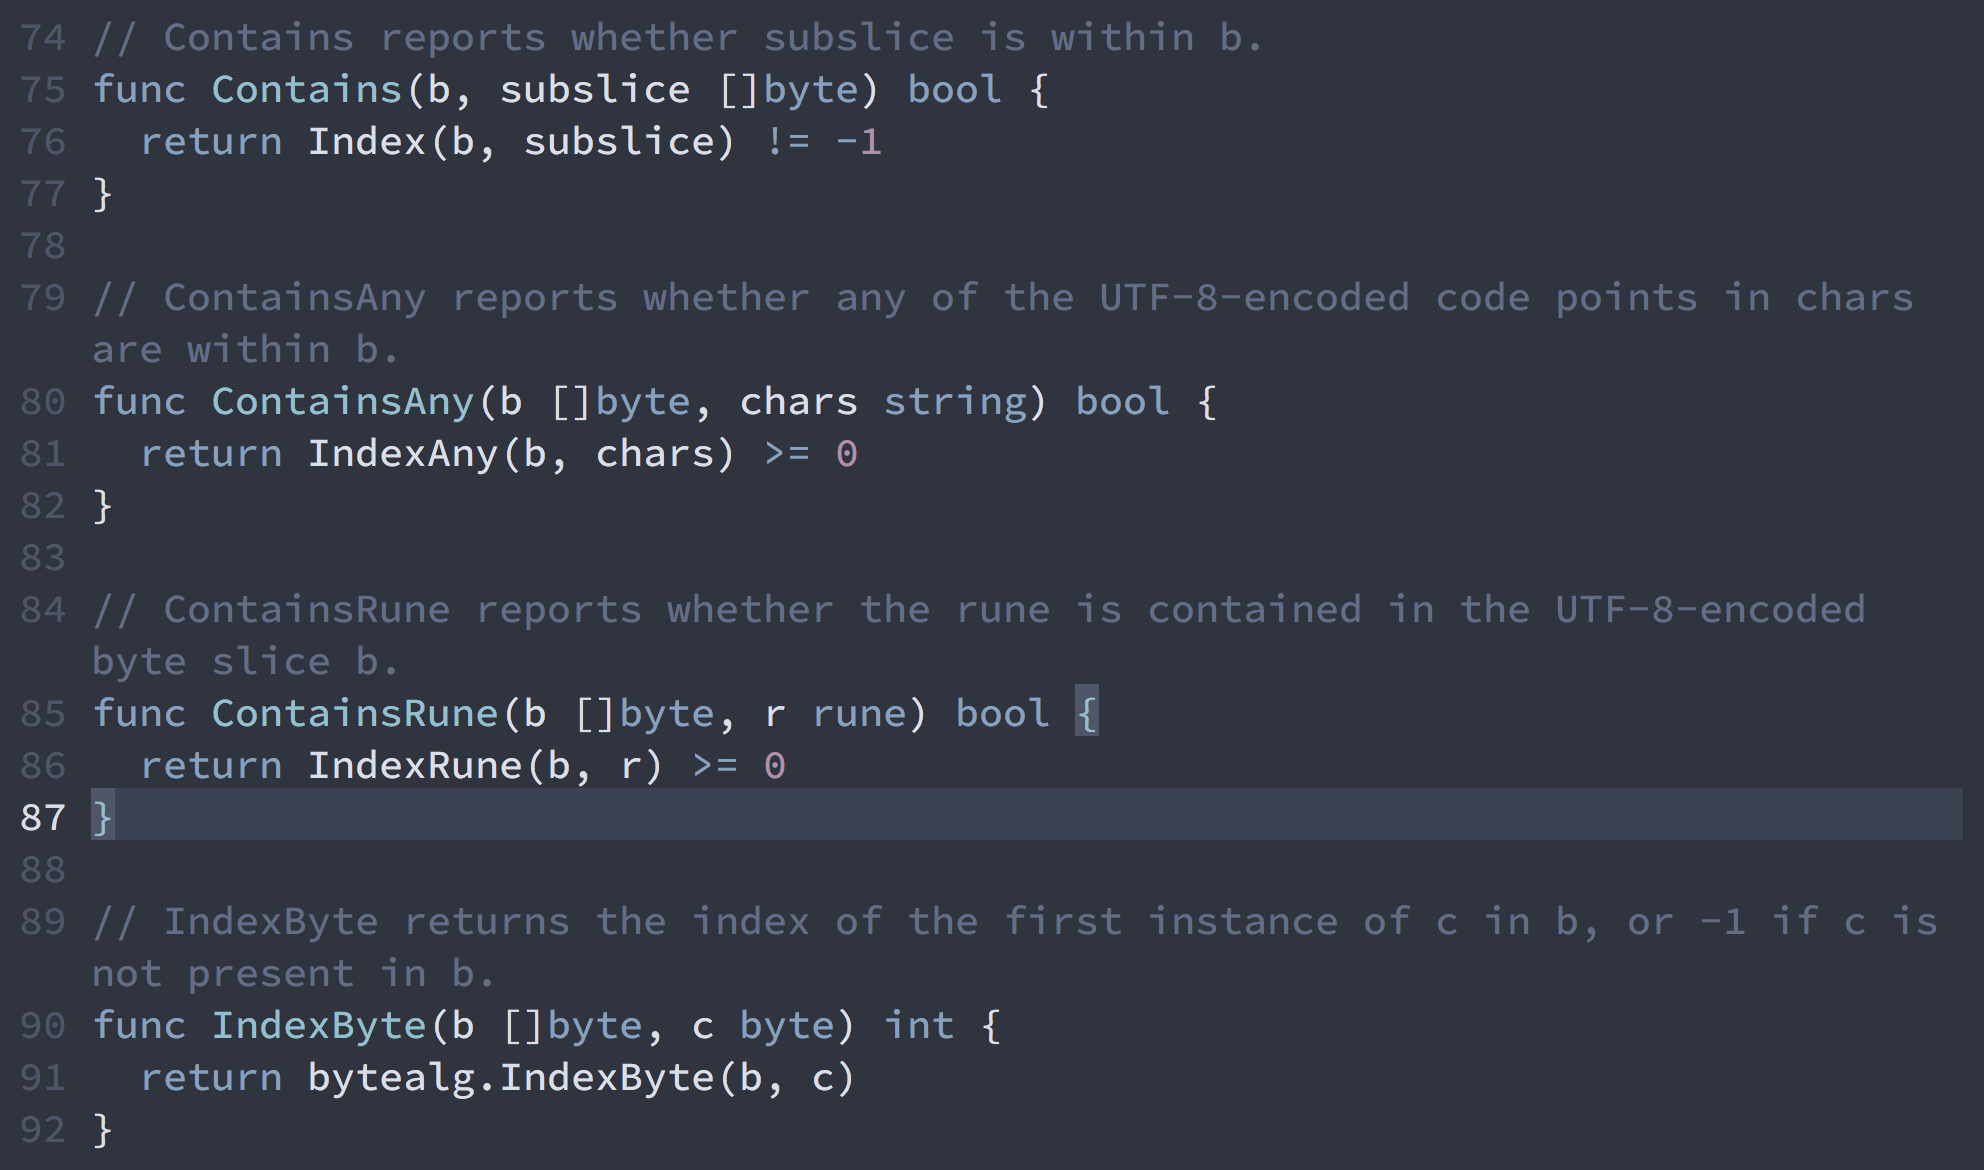 74 // Contains reports whether subslice is within b.
75 func Contains(b, subslice []byte) bool {
76   return Index(b, subslice) != -1
77 }
78
79 // ContainsAny reports whether any of the UTF-8-encoded code points in chars
are within b.
80 func ContainsAny(b []byte, chars string) bool {
81   return IndexAny(b, chars) >= 0
82 }
83
84 // ContainsRune reports whether the rune is contained in the UTF-8-encoded
byte slice b.
85 func ContainsRune(b []byte, r rune) bool {
86   return IndexRune(b, r) >= 0
87 }
88
89 // IndexByte returns the index of the first instance of c in b, or -1 if c is
not present in b.
90 func IndexByte(b []byte, c byte) int {
91   return bytealg.IndexByte(b, c)
92 }